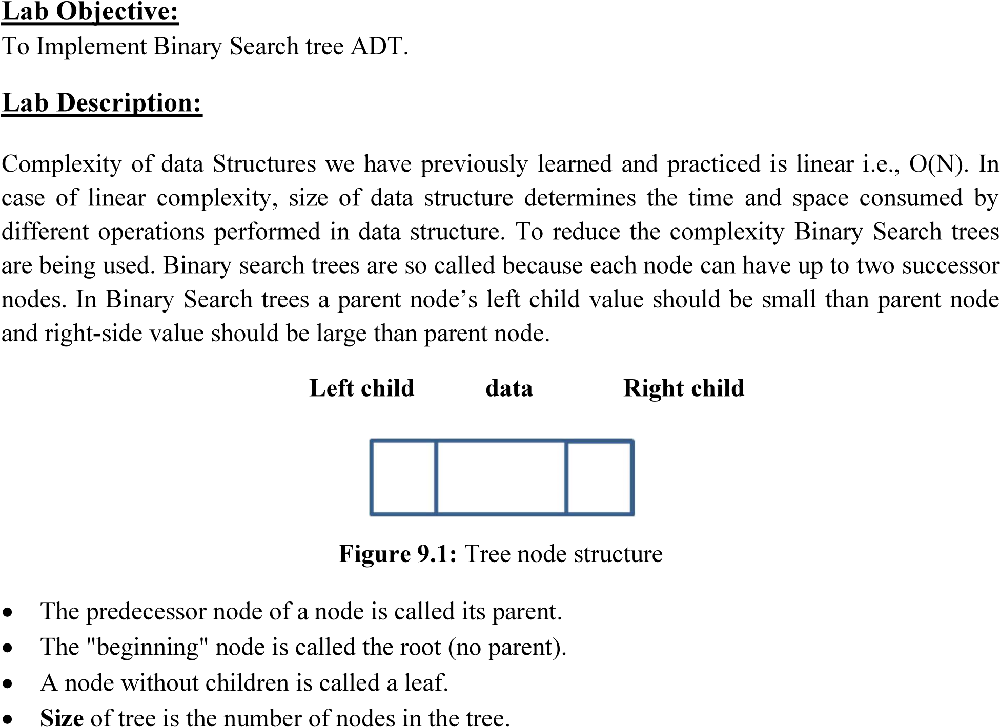 Lab Objective:
To Implement Binary Search tree ADT.
Lab Description:
Complexity of data Structures we have previously learned and practiced is linear i.e., O(N). In
case of linear complexity, size of data structure determines the time and space consumed by
different operations performed in data structure. To reduce the complexity Binary Search trees
are being used. Binary search trees are so called because each node can have up to two successor
nodes. In Binary Search trees a parent node’s left child value should be small than parent node
and right-side value should be large than parent node.
Left child data Right child
Figure 9.1: Tree node structure
• The predecessor node of a node is called its parent.
• The "beginning" node is called the root (no parent).
• A node without children is called a leaf.
• Size of tree is the number of nodes in the tree.